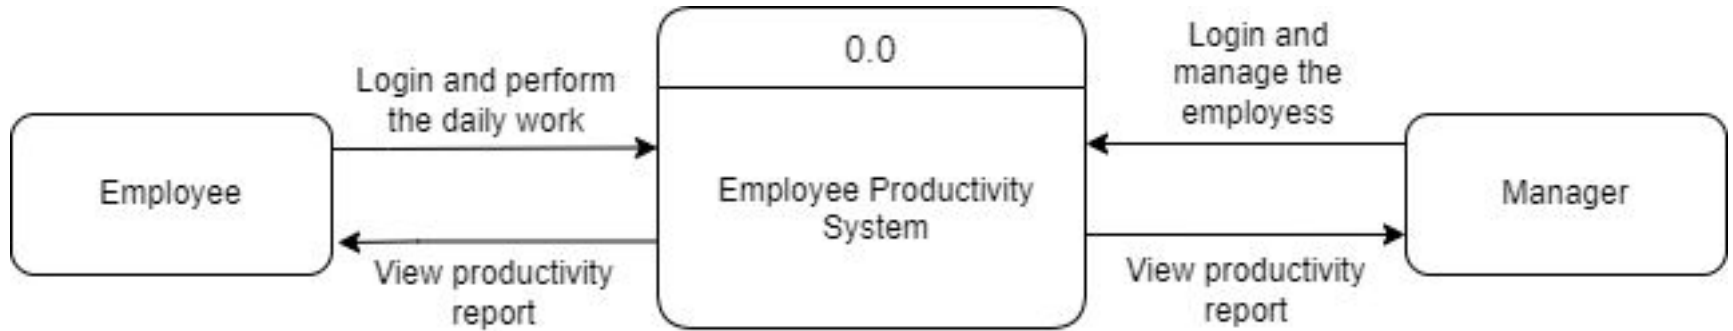 0.0
Login and
manage the
employess
Login and perform
the daily work
Employee
Employee Productivity
System
Manager
View productivity
report
View productivity
report